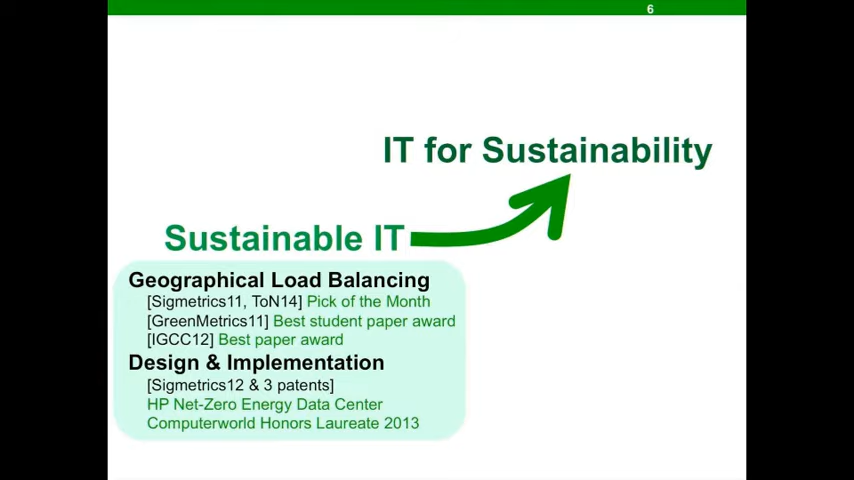 6
IT for Sustainability
Sustainable IT
Geographical Load Balancing
[Sigmetrics11, ToN14] Pick of the Month
[GreenMetrics11] Best student paper award
[IGCC12] Best paper award
Design & Implementation
[Sigmetrics12 & 3 patents]
HP Net-Zero Energy Data Center
Computerworld Honors Laureate 2013